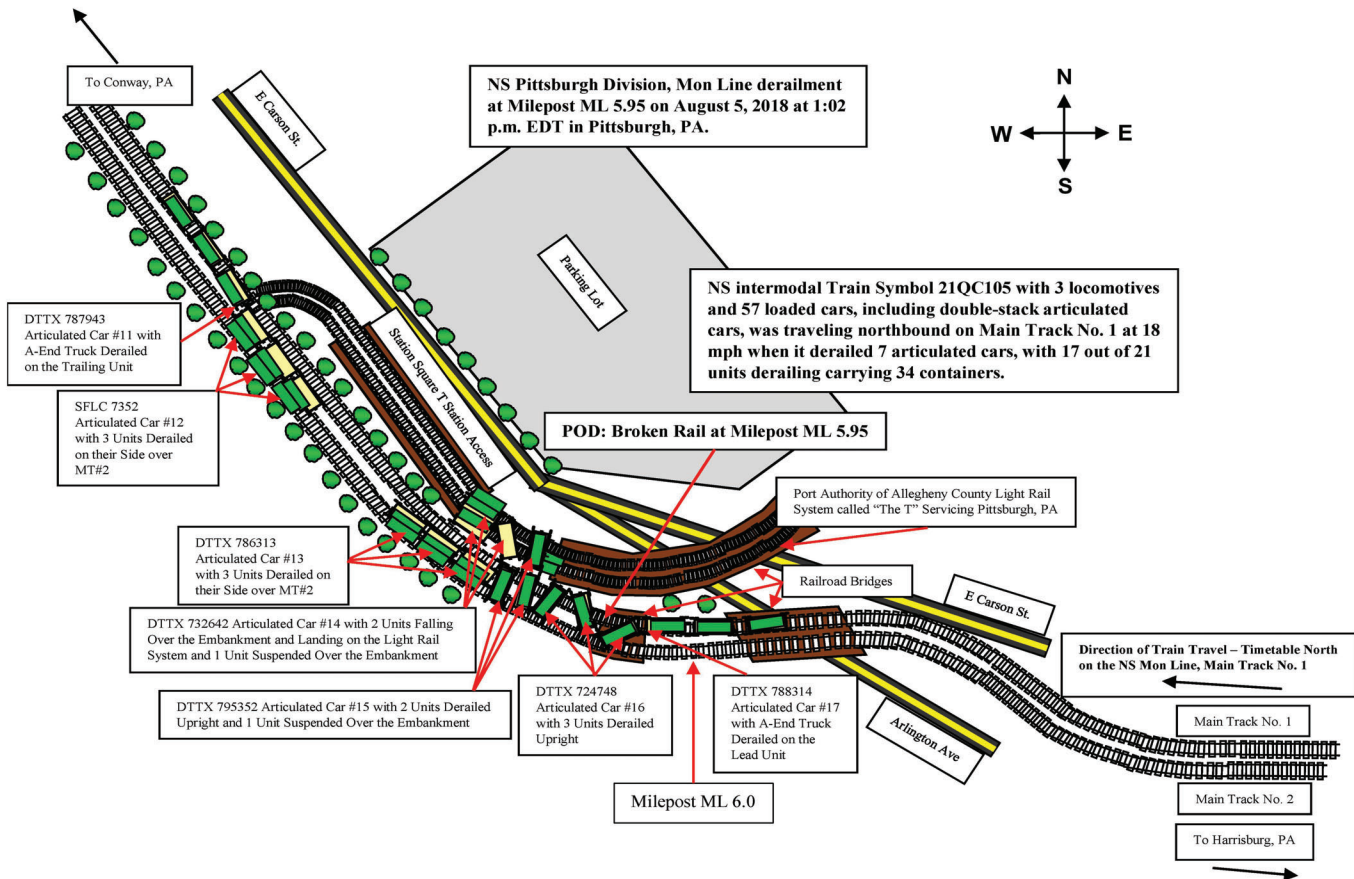 To Conway, PA
E Carson St.
NS Pittsburgh Division, Mon Line derailment
at Milepost ML 5.95 on August 5, 2018 at 1:02
p.m. EDT in Pittsburgh, PA.
N
W
E
S
Parking Lot
NS intermodal Train Symbol 21QC105 with 3 locomotives
and 57 loaded cars, including double-stack articulated
cars, was traveling northbound on Main Track No. 1 at 18
mph when it derailed 7 articulated cars, with 17 out of 21
units derailing carrying 34 containers.
DTTX 787943
Articulated Car #11 with
A-End Truck Derailed
on the Trailing Unit
Station Square T Station Access
SFLC 7352
Articulated Car #12
with 3 Units Derailed
on their Side over
MT#2
POD: Broken Rail at Milepost ML 5.95
Port Authority of Allegheny County Light Rail
System called “The T” Servicing Pittsburgh, PA
DTTX 786313
Articulated Car #13
with 3 Units Derailed on
their Side over MT#2
Railroad Bridges
E Carson St.
DTTX 732642 Articulated Car #14 with 2 Units Falling
Over the Embankment and Landing on the Light Rail
System and 1 Unit Suspended Over the Embankment
Direction of Train Travel – Timetable North
on the NS Mon Line, Main Track No. 1
DTTX 795352 Articulated Car #15 with 2 Units Derailed
Upright and 1 Unit Suspended Over the Embankment
DTTX 724748
Articulated Car #16
with 3 Units Derailed
Upright
DTTX 788314
Articulated Car #17
with A-End Truck
Derailed on the
Lead Unit
Arlington Ave
Main Track No. 1
Milepost ML 6.0
Main Track No. 2
To Harrisburg, PA